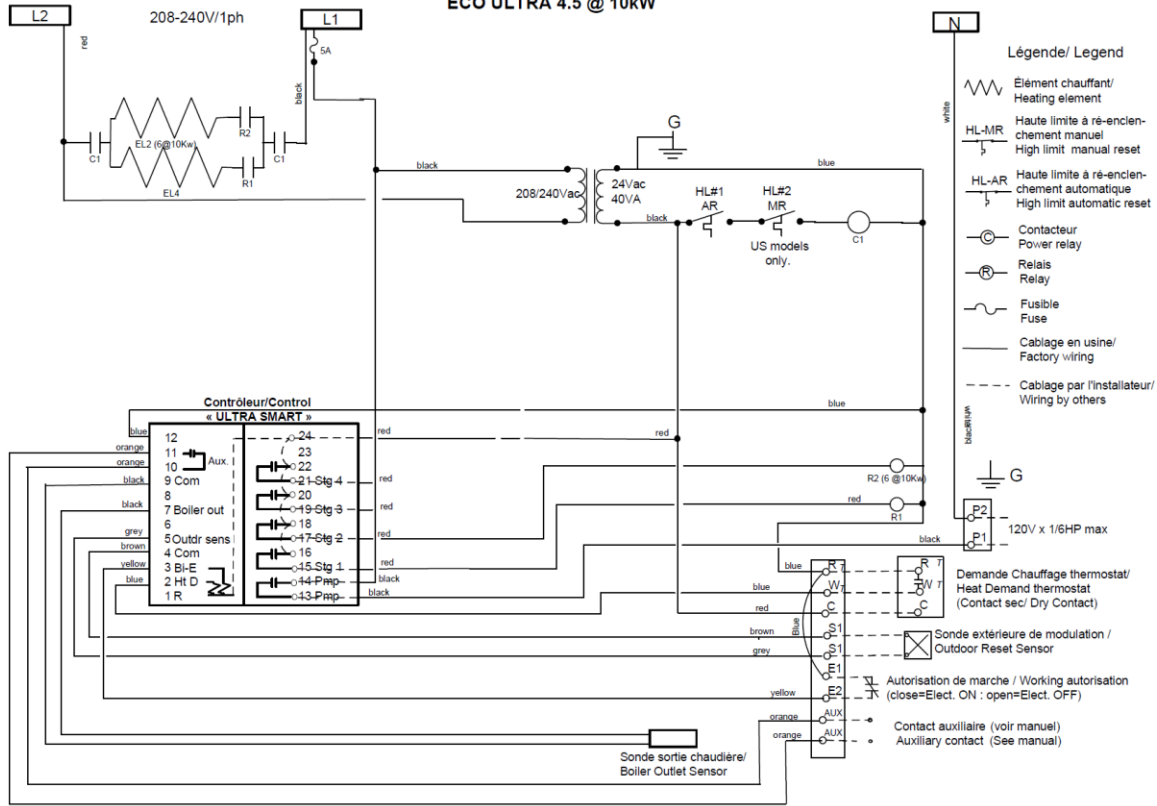 ECO ULTRA 4.5 @ 10kW
L2
208-240V/1ph
L1
N
red
5A
black
white
C1
EL2 (6@10Kw)
R2
C1
R1
EL4
black
208/240Vac
24Vac
40VA
G
blue
black
HL#1
AR
HL#2
MR
US models
only.
C1
Légende/ Legend
Élément chauffant/
Heating element
HL-MR
Haute limite à ré-enclen-
chement manuel
High limit manual reset
HL-AR
Haute limite à ré-enclen-
chement automatique
High limit automatic reset
C
Contacteur
Power relay
R
Relais
Relay
Fusible
Fuse
Cablage en usine/
Factory wiring
Cablage par l'installateur/
Wiring by others
Contrôleur/Control
« ULTRA SMART »
blue
orange
orange
black
black
grey
brown
yellow
blue
12
11
10
Aux.
9 Com
8
7 Boiler out
6
5 Outdr sens
4 Com
3 Bi-E
2 Ht D
1 R
24
23
22
21 Stg 4
20
19 Stg 3
18
17 Stg 2
16
15 Stg 1
14 Pmp
13 Pmp
red
red
red
red
red
black
black
blue
red
R2 (6 @10Kw)
red
R1
black
white
black
G
P2
P1
120V x 1/6HP max
blue
blue
red
brown
grey
Blue
yellow
orange
orange
R T
W T
C
S1
S1
E1
E2
AUX
AUX
R T
W T
C
Demande Chauffage thermostat/
Heat Demand thermostat
(Contact sec/ Dry Contact)
Sonde extérieure de modulation /
Outdoor Reset Sensor
Autorisation de marche / Working autorisation
(close=Elect. ON : open=Elect. OFF)
Contact auxiliaire (voir manuel)
Auxiliary contact (See manual)
Sonde sortie chaudière/
Boiler Outlet Sensor